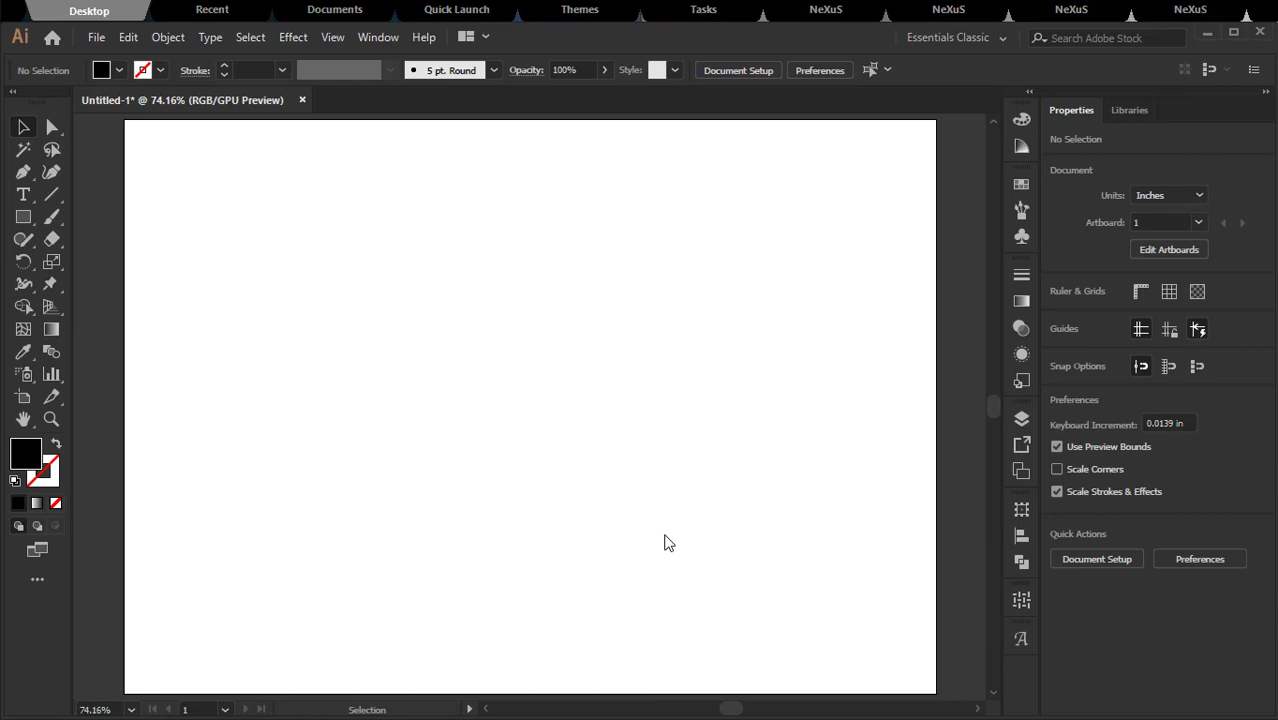 Desktop Recent Documents Quick Launch Themes Tasks NeXuS NeXuS NeXuS NeXuS
Ai File Edit Object Type Select Effect View Window Help Essentials Classic Search Adobe Stock
No Selection Stroke: 5 pt. Round Opacity: 100% Style: Document Setup Preferences
Untitled-1* @ 74.16% (RGB/GPU Preview)
Properties Libraries
No Selection
Document
Units: Inches
Artboard: 1
Edit Artboards
Ruler & Grids
Guides
Snap Options
Preferences
Keyboard Increment: 0.0139 in
Use Preview Bounds
Scale Corners
Scale Strokes & Effects
Quick Actions
Document Setup Preferences
74.16% 1 Selection